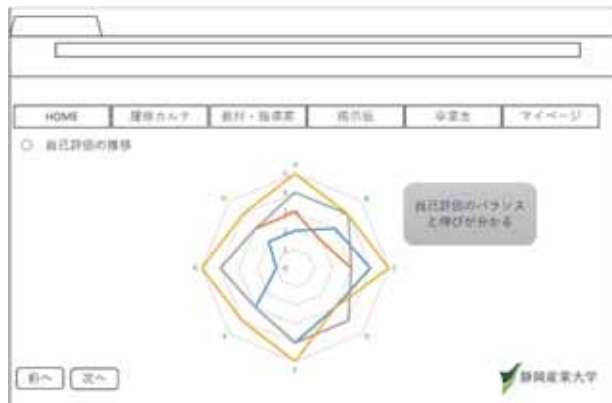 HOME
履修カルテ
教材・指導案
掲示板
卒業生
マイページ
○ 自己評価の推移
自己評価のバランス
と伸びが分かる
前へ
次へ
静岡産業大学